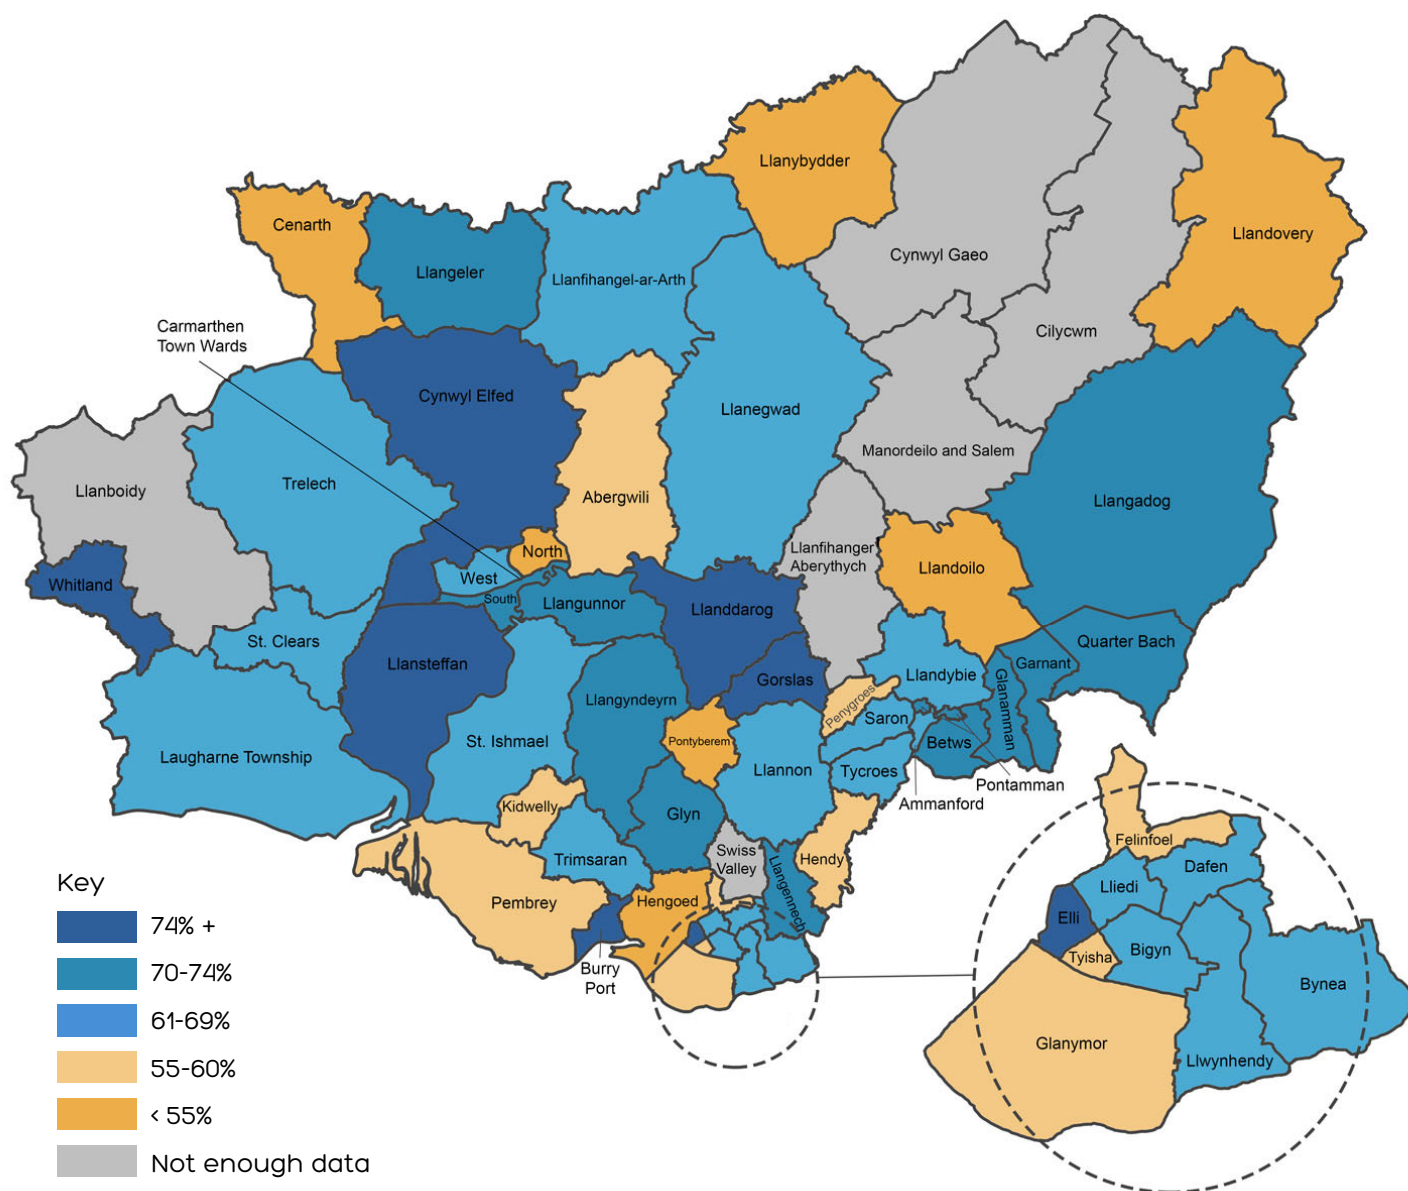 Llanybydder
Cenarth
Llandovery
Llangeler
Cynwyl Gaeo
Llanfihangel-ar-Arth
Carmarthen
Town Wards
Cilycwm
Cynwyl Elfed
Llanegwad
Manordeilo and Salem
Trelech
Llanboidy
Abergwili
Llangadog
North
Llanfihanger
Aberythych
Llandoilo
West
Whitland
South
Llangunnor
Llanddarog
St. Clears
Quarter Bach
Llansteffan
Garnant
Llandybie
Gorslas
Glanamman
Llangyndeyrn
Penygroes
Saron
St. Ishmael
Pontyberem
Betws
Laugharne Township
Llannon
Tycroes
Pontamman
Ammanford
Kidwelly
Glyn
Felinfoel
Swiss
Valley
Trimsaran
Hendy
Dafen
Lliedi
Llangennech
Key
Pembrey
Hengoed
74% +
Elli
Bigyn
Tyisha
Burry
Port
70-74%
Bynea
61-69%
Glanymor
Llwynhendy
55-60%
< 55%
Not enough data